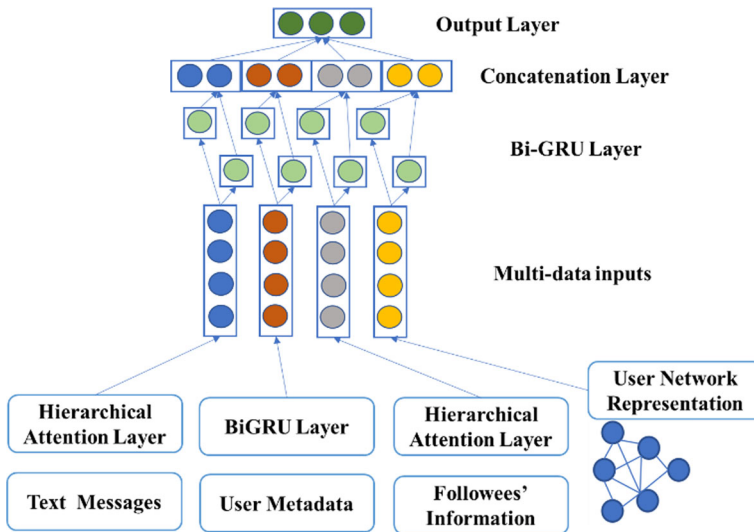 Output Layer
Concatenation Layer
Bi-GRU Layer
Multi-data inputs
User Network
Representation
Hierarchical
Attention Layer
BiGRU Layer
Hierarchical
Attention Layer
Text Messages
User Metadata
Followees'
Information